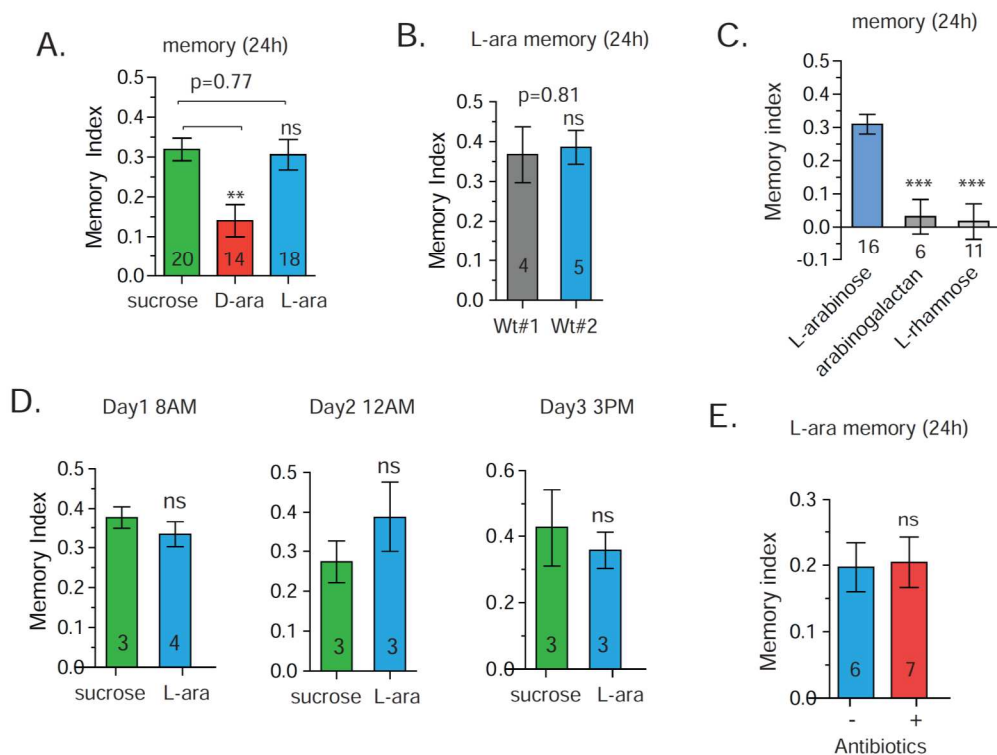 A.
memory (24h)
p=0.77
ns
**
Memory Index
0.5
0.4
0.3
0.2
0.1
0.0
20
14
18
sucrose
D-ara
L-ara
B.
L-ara memory (24h)
p=0.81
ns
Memory Index
0.5
0.4
0.3
0.2
0.1
0.0
4
5
Wt#1
Wt#2
C.
memory (24h)
Memory index
0.4
0.3
0.2
0.1
0.0
-0.1
***
***
16
6
11
L-arabinose
arabinogalactan
L-rhamnose
D.
Day1 8AM
Memory Index
0.5
0.4
0.3
0.2
0.1
0.0
ns
3
4
sucrose
L-ara
Day2 12AM
0.5
0.4
0.3
0.2
0.1
0.0
ns
3
3
sucrose
L-ara
Day3 3PM
0.6
0.4
0.2
0.0
ns
3
3
sucrose
L-ara
E.
L-ara memory (24h)
Memory index
0.3
0.2
0.1
0.0
ns
6
7
-
+
Antibiotics